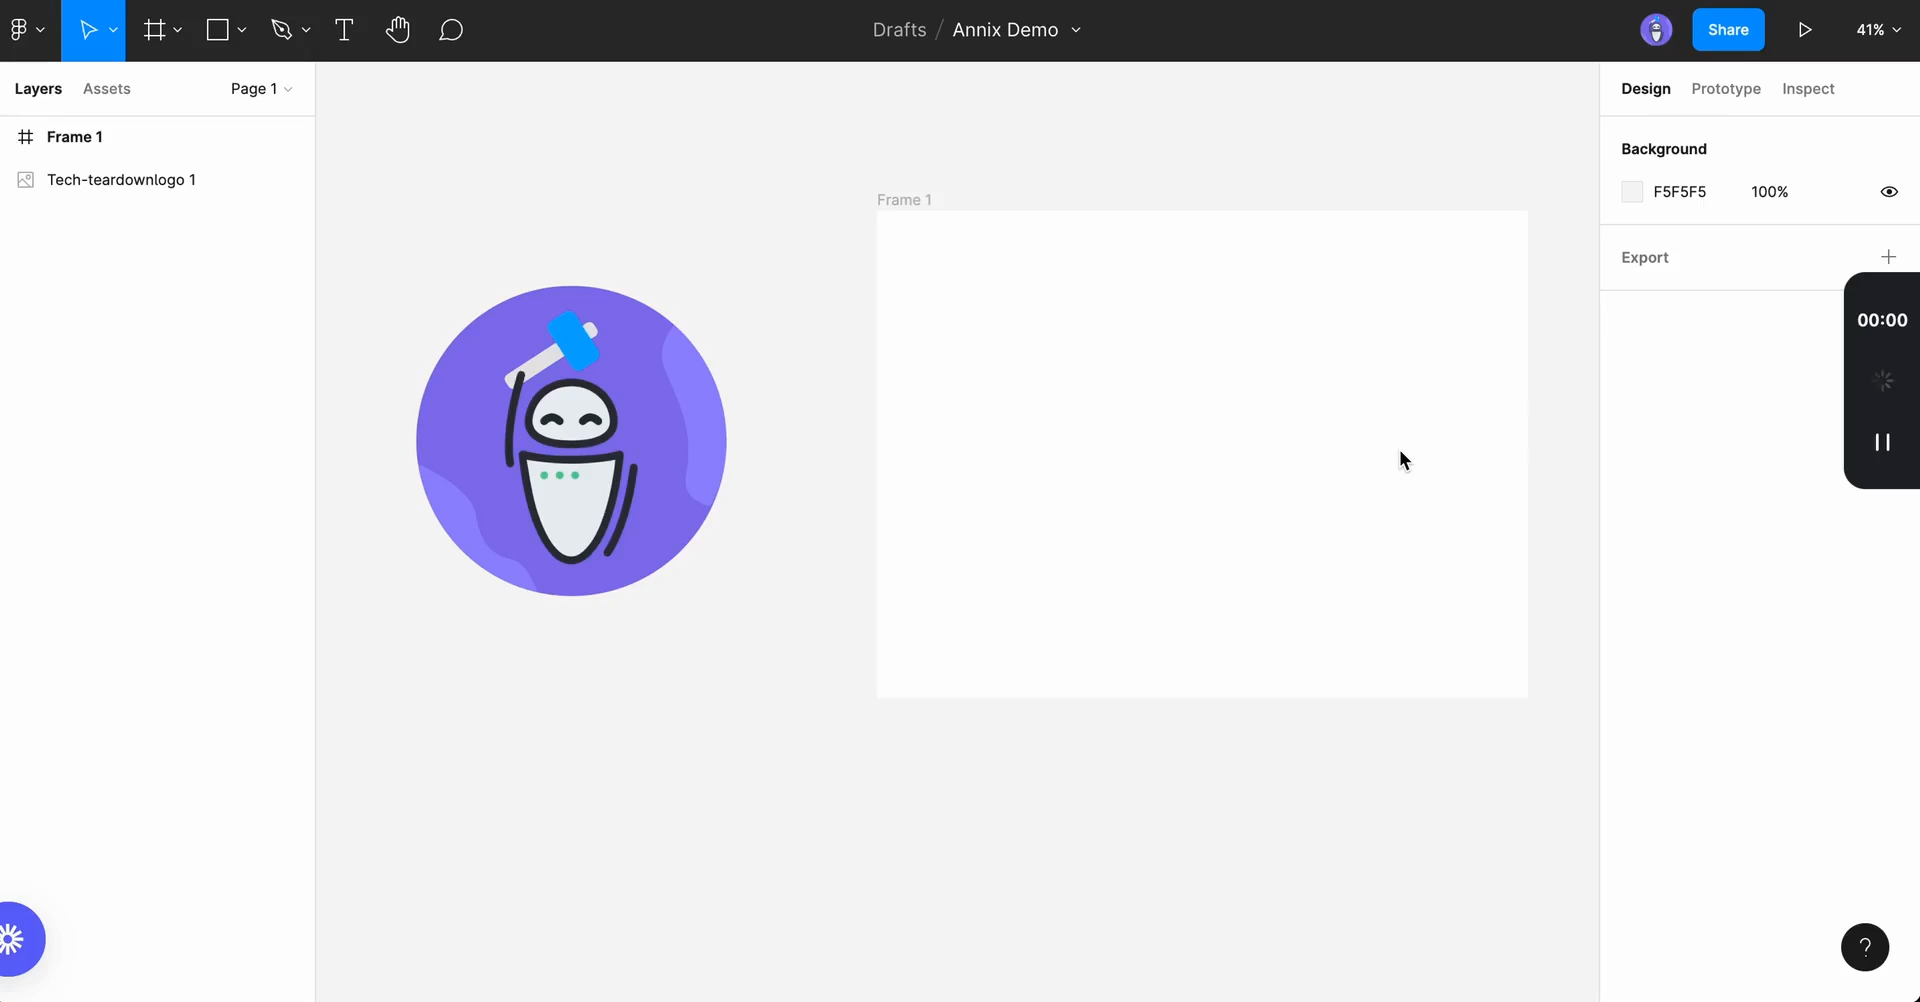 Drafts / Annix Demo
Share
41%
Layers Assets Page 1
Frame 1
Tech-teardownlogo 1
Frame 1
Design Prototype Inspect
Background
F5F5F5 100%
Export
00:00
?